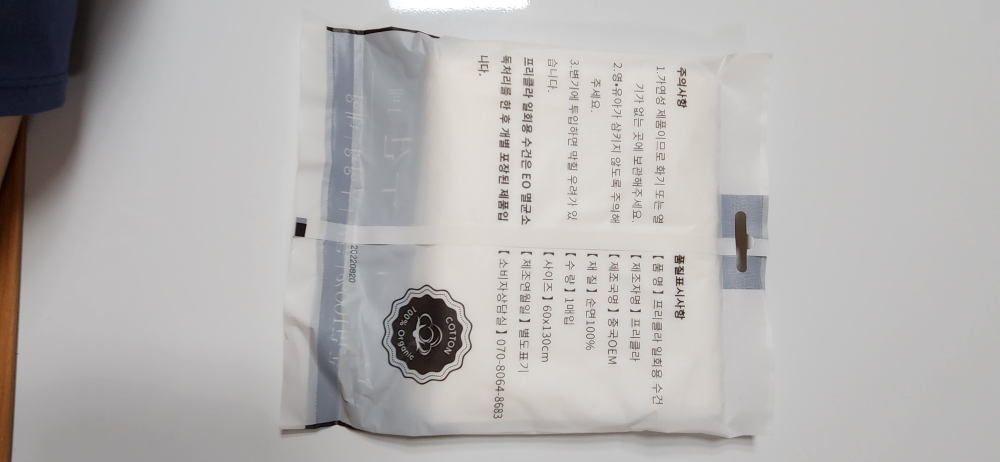 주의사항
1.가연성 제품이므로 화기 또는 열
기가 없는 곳에 보관해주세요.
2.영•유아가 삼키지 않도록 주의해
주세요.
3.변기에 투입하면 막힐 우려가 있
습니다.
프리클라 일회용 수건은 EO 멸균소
독처리를 한 후 개별 포장된 제품입
니다.
품질표시사항
【 품 명 】 프리클라 일회용 수건
【 제조자명 】 프리클라
【 제조국명 】 중국OEM
【 재 질 】 순면100%
【 수 량 】 1매입
【 사이즈 】 60x130cm
【 제조연월일 】 별도표기
【 소비자상담실 】 070-8064-8683
COTTON
100% Organic
20220820